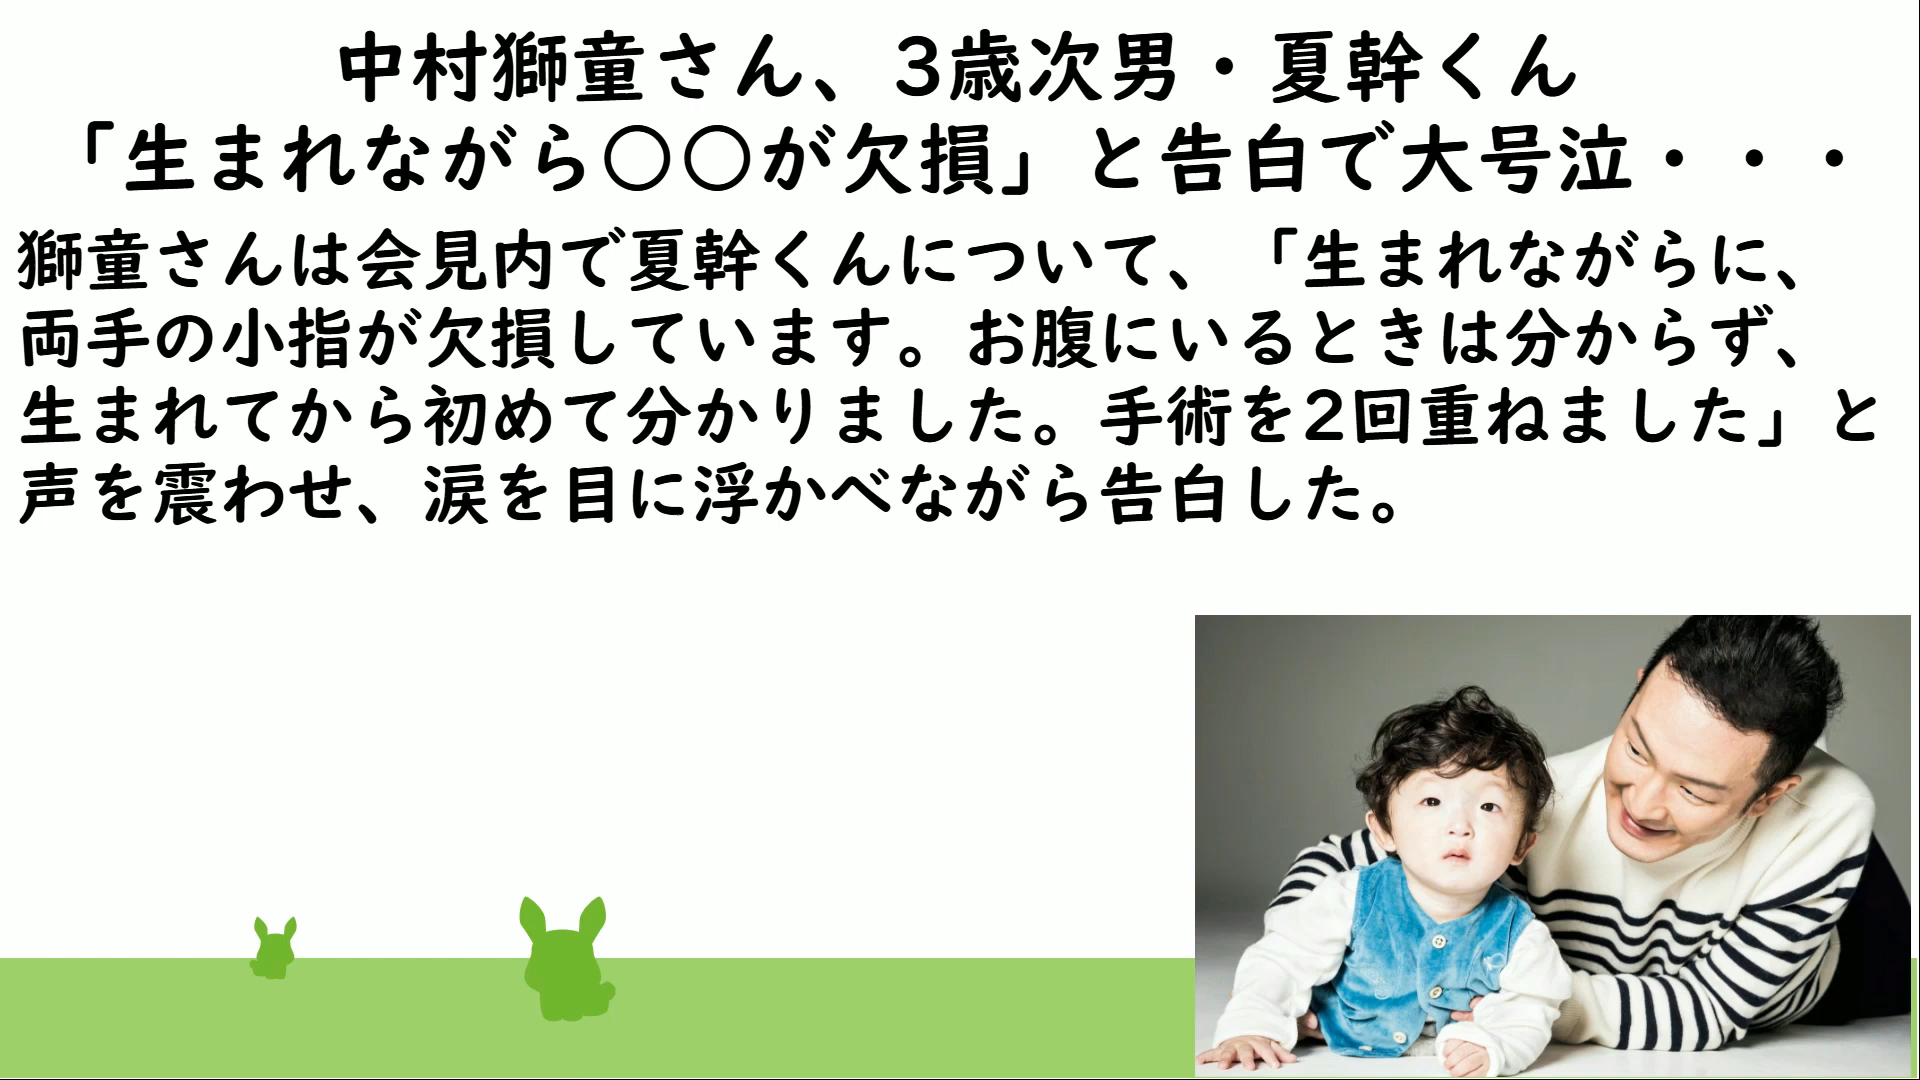 中村獅童さん、3歳次男・夏幹くん
「生まれながら〇〇が欠損」と告白で大号泣・・・
獅童さんは会見内で夏幹くんについて、「生まれながらに、
両手の小指が欠損しています。お腹にいるときは分からず、
生まれてから初めて分かりました。手術を2回重ねました」と
声を震わせ、涙を目に浮かべながら告白した。